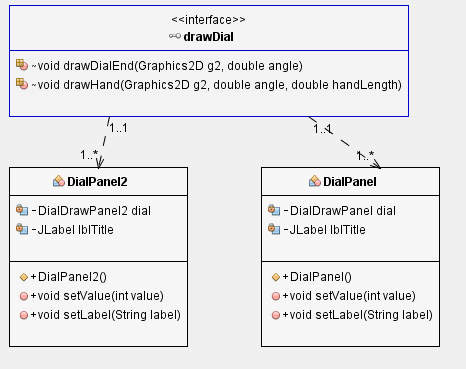 <<interface>>
drawDial
~void drawDialEnd(Graphics2D g2, double angle)
~void drawHand(Graphics2D g2, double angle, double handLength)
1..1
1..1
1..*
1..*
DialPanel2
-DialDrawPanel2 dial
-JLabel lblTitle
+DialPanel2()
+void setValue(int value)
+void setLabel(String label)
DialPanel
-DialDrawPanel dial
-JLabel lblTitle
+DialPanel()
+void setValue(int value)
+void setLabel(String label)